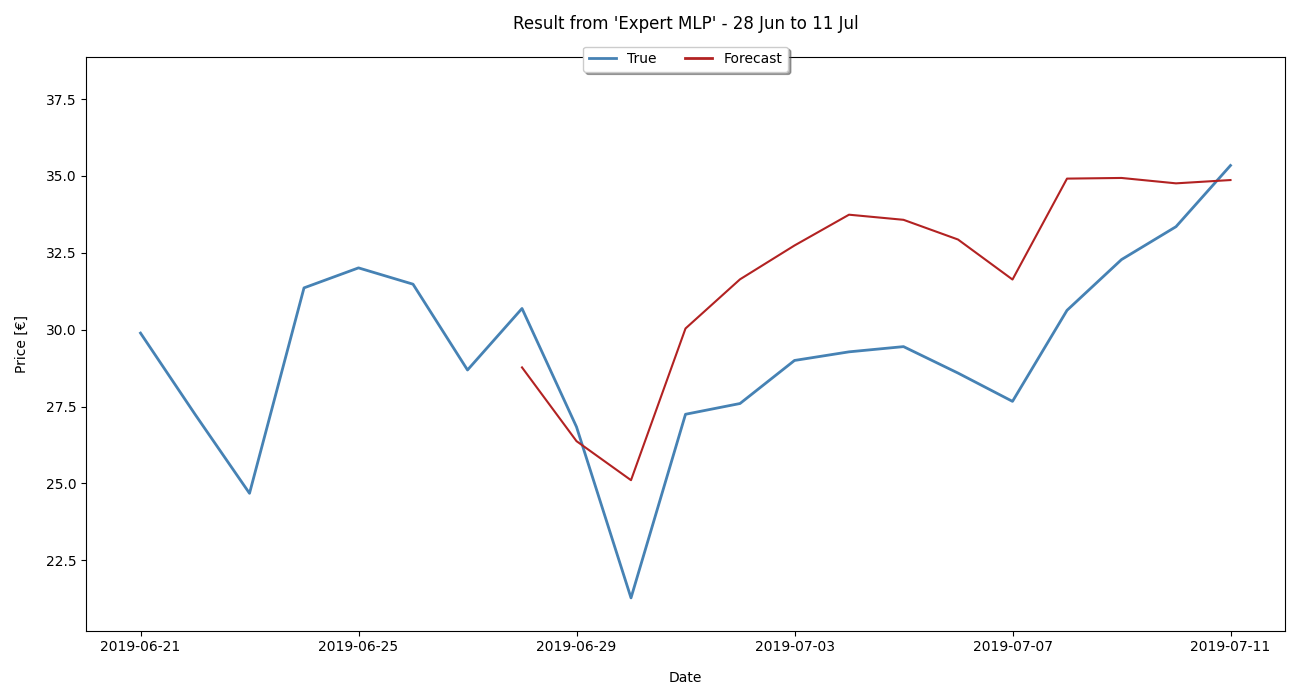 Result from 'Expert MLP' - 28 Jun to 11 Jul
True Forecast
37.5
35.0
32.5
30.0
27.5
25.0
22.5
Price [€]
2019-06-21 2019-06-25 2019-06-29 2019-07-03 2019-07-07 2019-07-11
Date